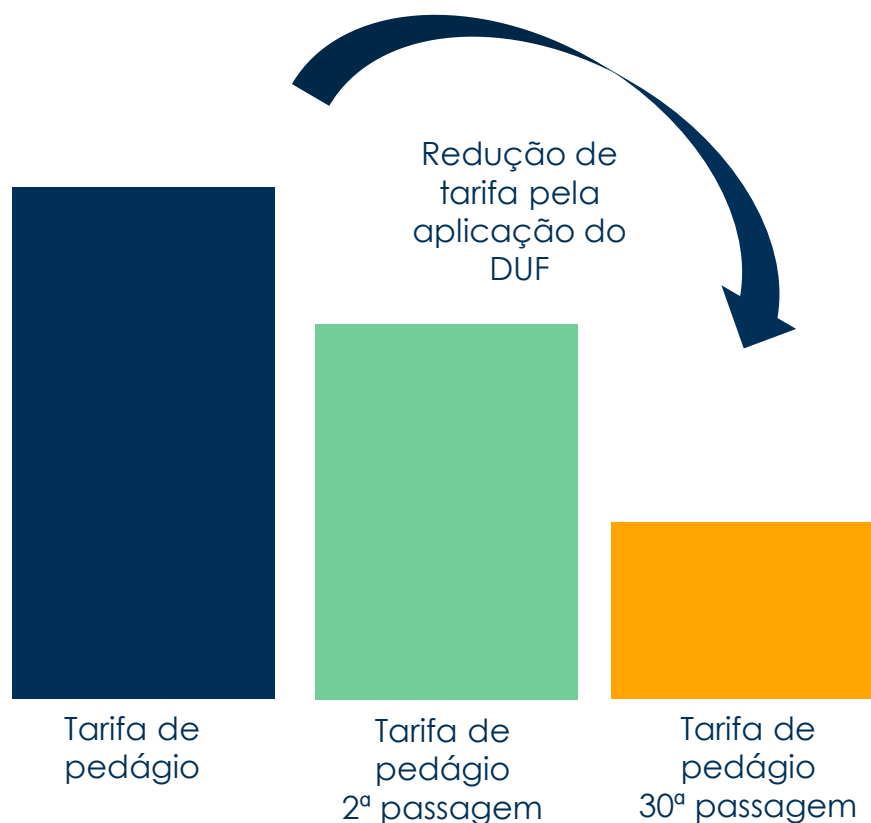 Redução de
tarifa pela
aplicação do
DUF
Tarifa de
pedágio
Tarifa de
pedágio
2ª passagem
Tarifa de
pedágio
30ª passagem